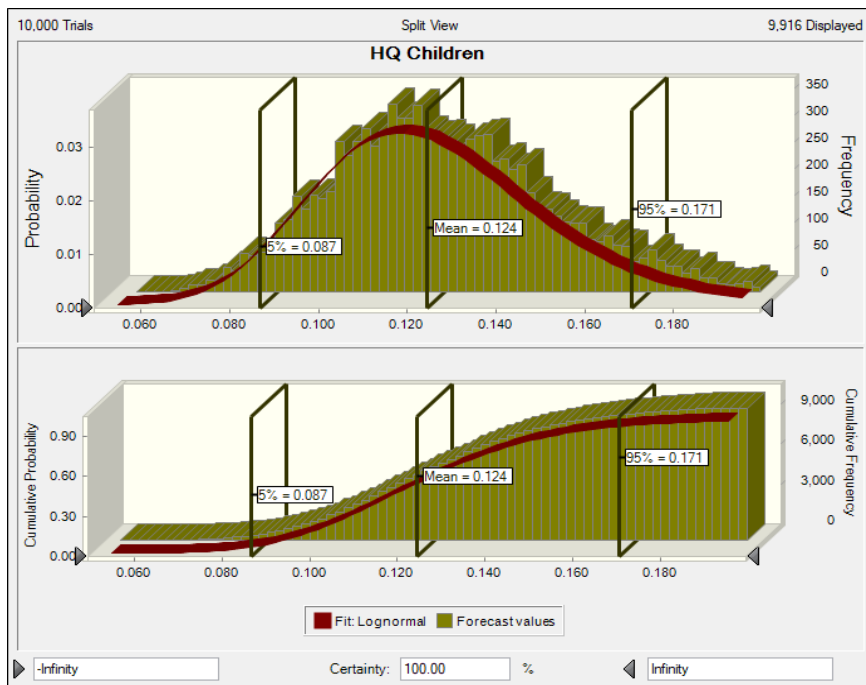 10,000 Trials Split View 9,916 Displayed
HQ Children
Probability
0.03
0.02
0.01
0.00
350
300
250
200
150
100
50
0
Frequency
5% = 0.087
Mean = 0.124
95% = 0.171
0.060 0.080 0.100 0.120 0.140 0.160 0.180
Cumulative Probability
0.90
0.60
0.30
0.00
9,000
6,000
3,000
0
Cumulative Frequency
5% = 0.087
Mean = 0.124
95% = 0.171
0.060 0.080 0.100 0.120 0.140 0.160 0.180
Fit: Lognormal Forecast values
-Infinity Certainty: 100.00 % Infinity